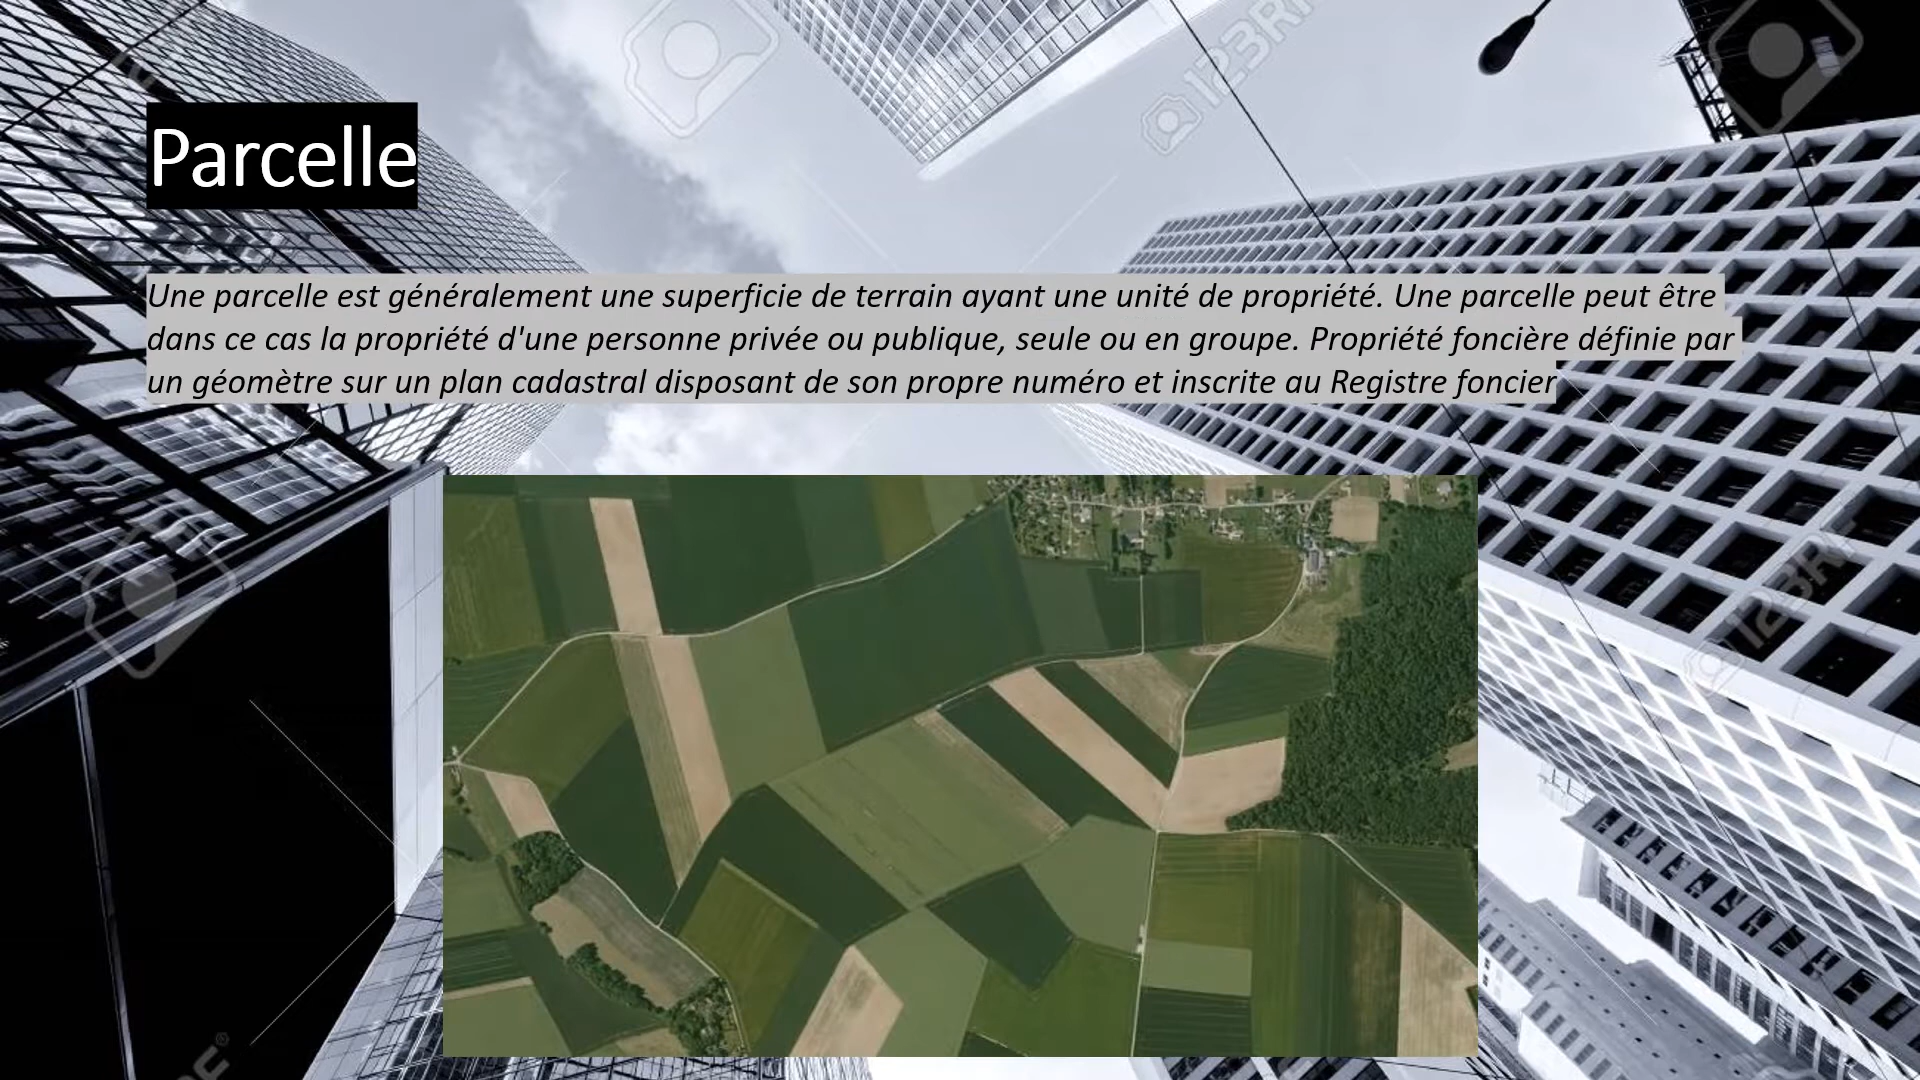 Parcelle
Une parcelle est généralement une superficie de terrain ayant une unité de propriété. Une parcelle peut être
dans ce cas la propriété d'une personne privée ou publique, seule ou en groupe. Propriété foncière définie par
un géomètre sur un plan cadastral disposant de son propre numéro et inscrite au Registre foncier
123RF
123RF